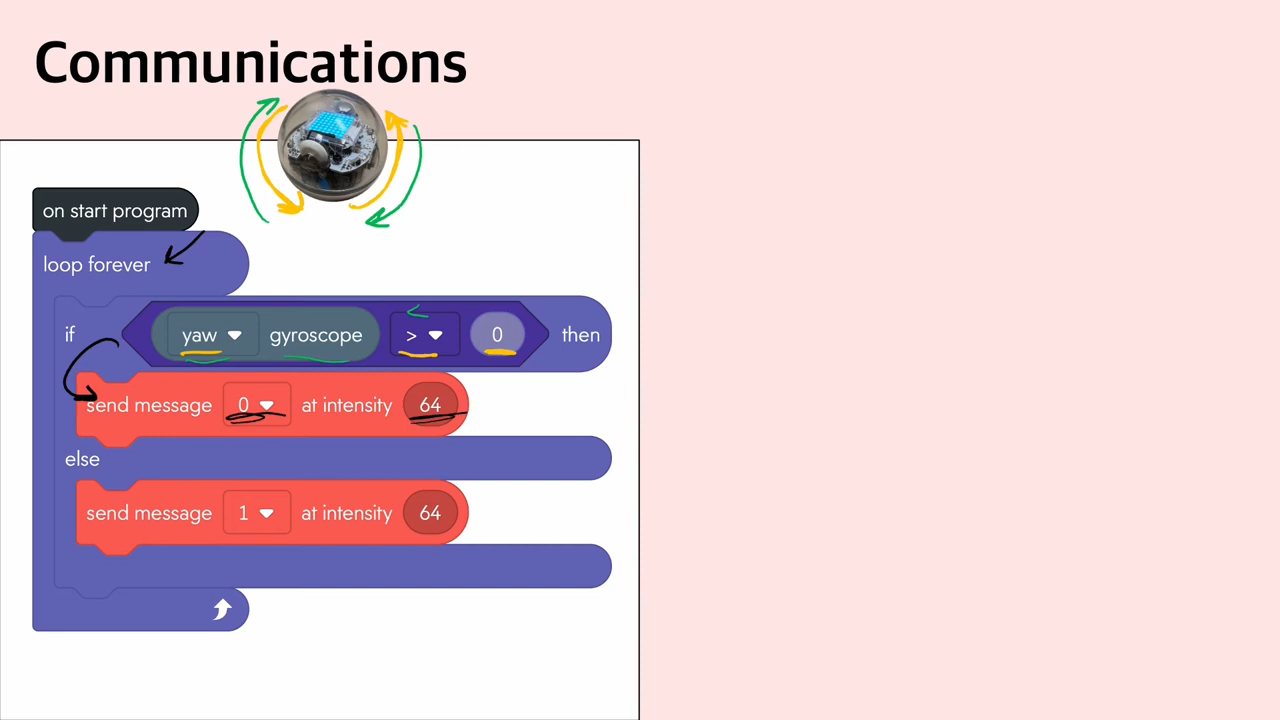 Communications
on start program
loop forever
if yaw gyroscope > 0 then
send message 0 at intensity 64
else
send message 1 at intensity 64